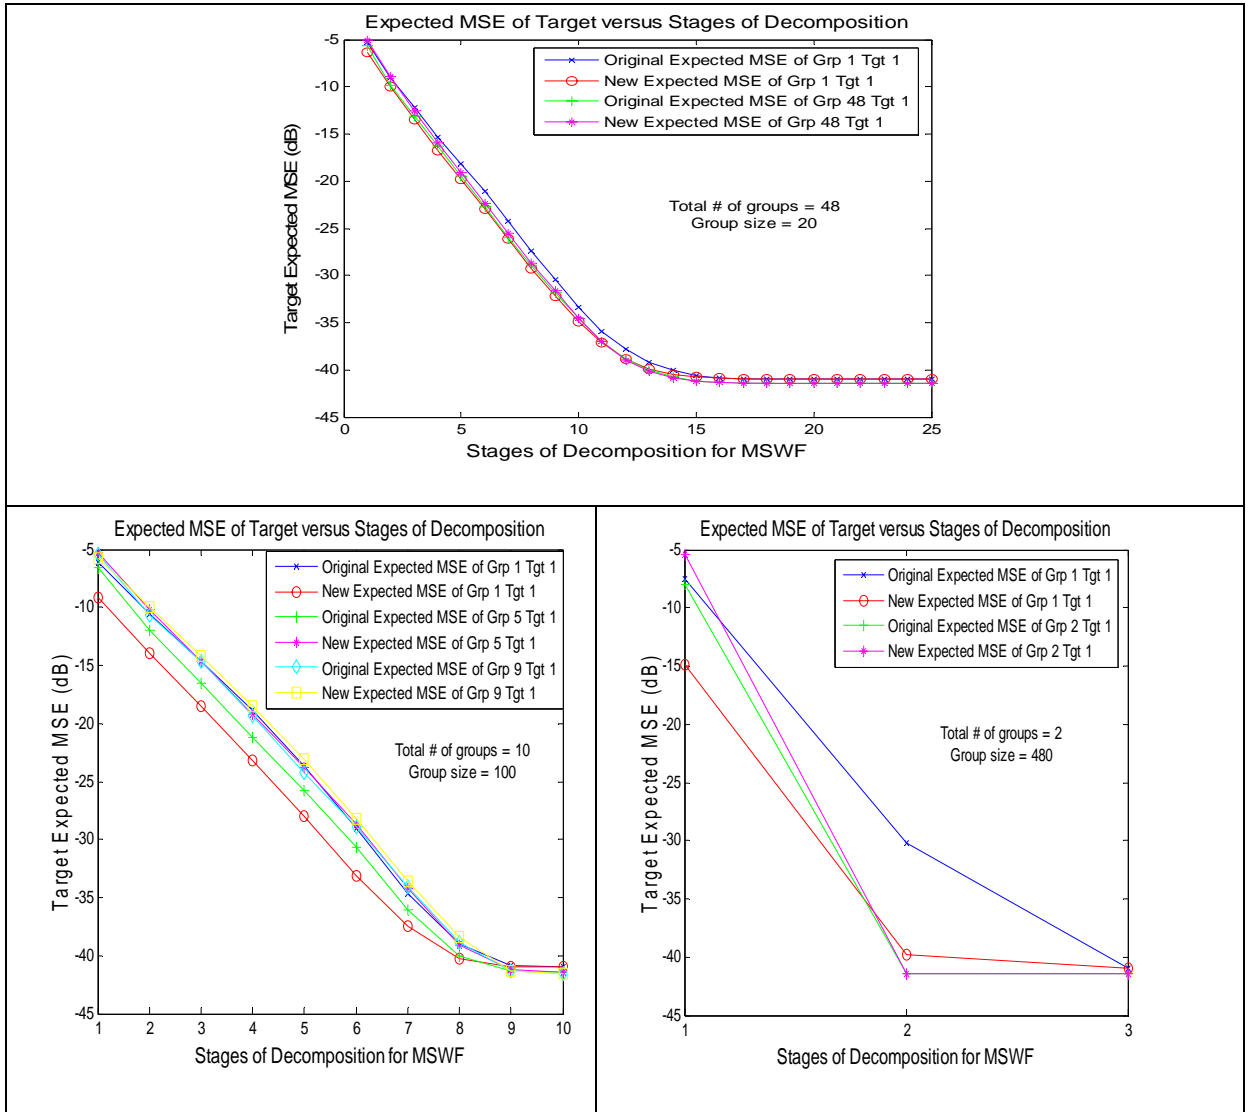 Expected MSE of Target versus Stages of Decomposition
Original Expected MSE of Grp 1 Tgt 1
New Expected MSE of Grp 1 Tgt 1
Original Expected MSE of Grp 48 Tgt 1
New Expected MSE of Grp 48 Tgt 1
Total # of groups = 48
Group size = 20
Target Expected MSE (dB)
-5
-10
-15
-20
-25
-30
-35
-40
-45
0 5 10 15 20 25
Stages of Decomposition for MSWF
Expected MSE of Target versus Stages of Decomposition
Original Expected MSE of Grp 1 Tgt 1
New Expected MSE of Grp 1 Tgt 1
Original Expected MSE of Grp 5 Tgt 1
New Expected MSE of Grp 5 Tgt 1
Original Expected MSE of Grp 9 Tgt 1
New Expected MSE of Grp 9 Tgt 1
Total # of groups = 10
Group size = 100
Target Expected MSE (dB)
-5
-10
-15
-20
-25
-30
-35
-40
-45
1 2 3 4 5 6 7 8 9 10
Stages of Decomposition for MSWF
Expected MSE of Target versus Stages of Decomposition
Original Expected MSE of Grp 1 Tgt 1
New Expected MSE of Grp 1 Tgt 1
Original Expected MSE of Grp 2 Tgt 1
New Expected MSE of Grp 2 Tgt 1
Total # of groups = 2
Group size = 480
Target Expected MSE (dB)
-5
-10
-15
-20
-25
-30
-35
-40
-45
1 2 3
Stages of Decomposition for MSWF